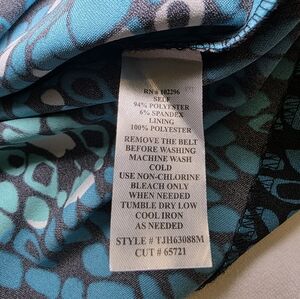 RN# 102296
SELF
94% POLYESTER
6% SPANDEX
LINING
100% POLYESTER
REMOVE THE BELT
BEFORE WASHING
MACHINE WASH
COLD
USE NON-CHLORINE
BLEACH ONLY
WHEN NEEDED
TUMBLE DRY LOW
COOL IRON
AS NEEDED
STYLE # TJH63088M
CUT # 65721